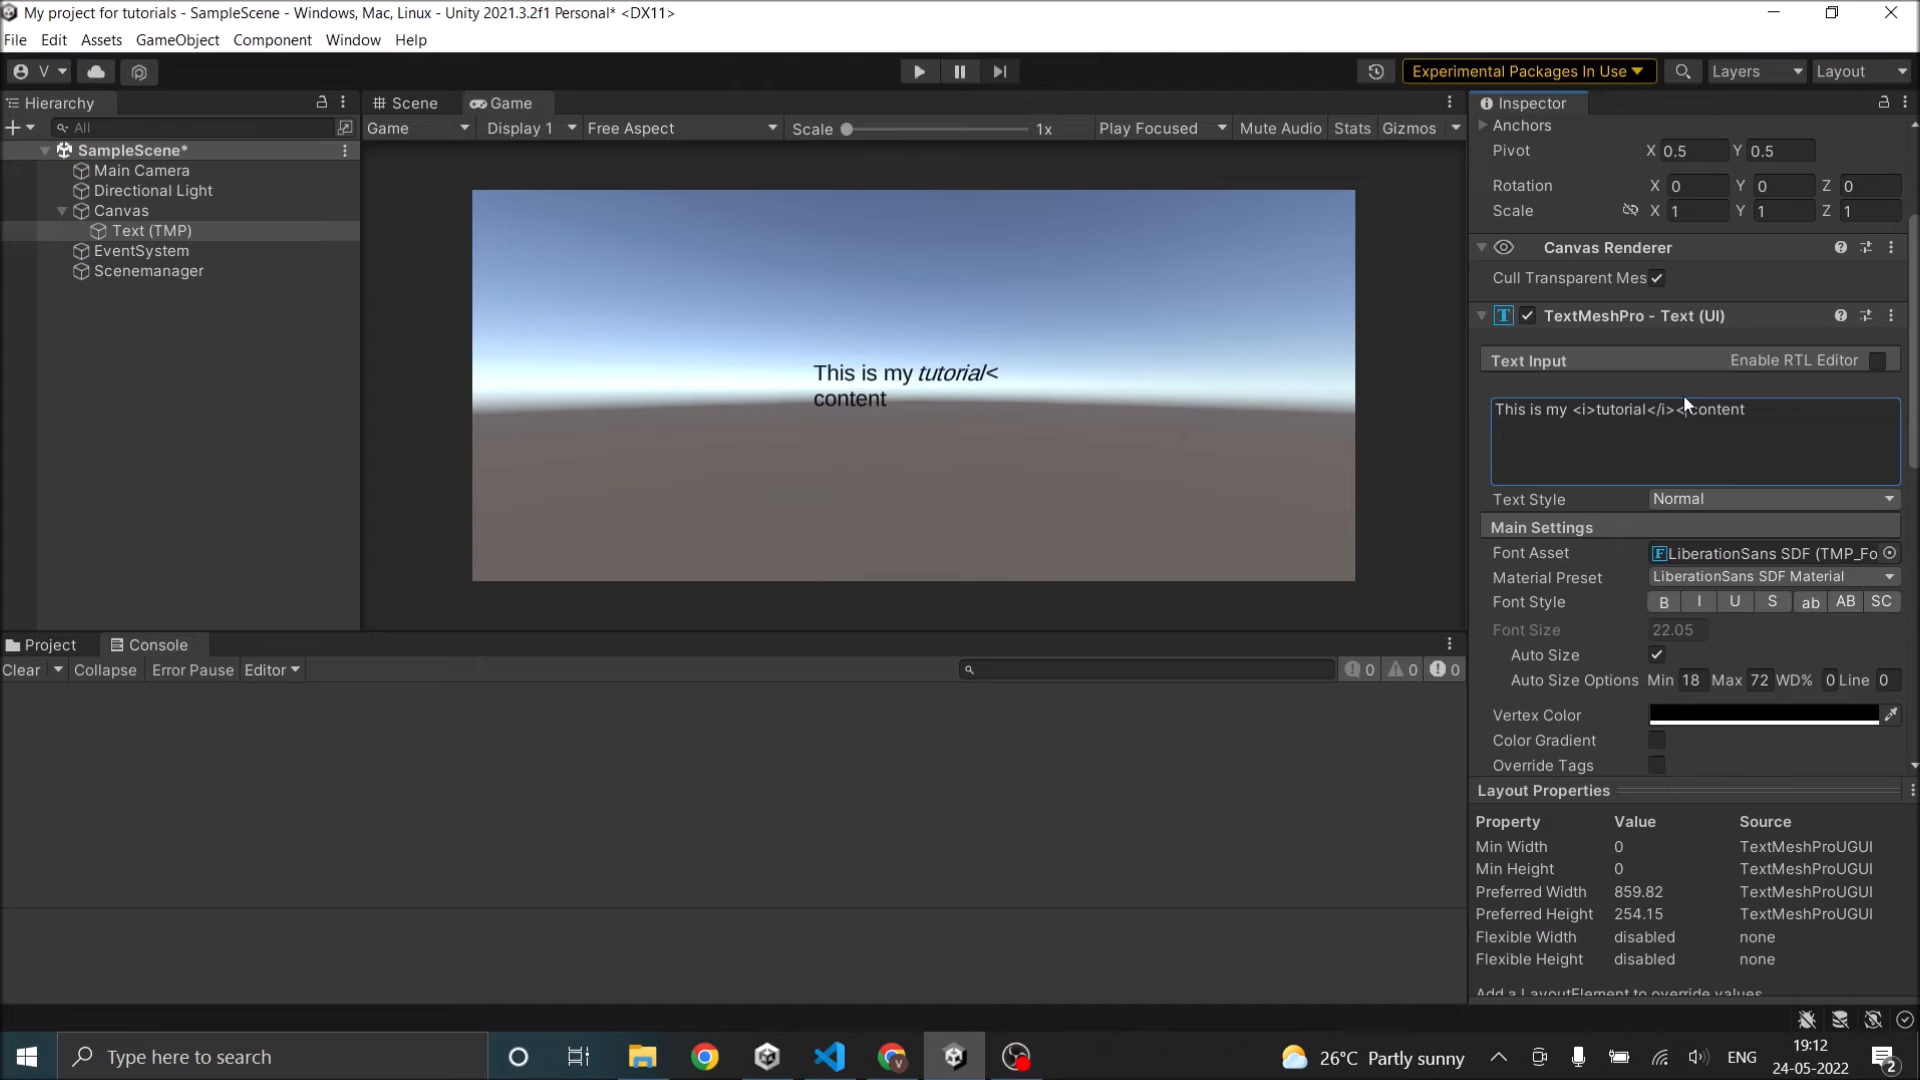 My project for tutorials - SampleScene - Windows, Mac, Linux - Unity 2021.3.2f1 Personal* <DX11>
File Edit Assets GameObject Component Window Help
V Experimental Packages In Use Layers Layout
Hierarchy Scene Game Inspector
All Game Display 1 Free Aspect Scale 1x Play Focused Mute Audio Stats Gizmos Anchors
SampleScene* Pivot X 0.5 Y 0.5
Main Camera
Directional Light Rotation X 0 Y 0 Z 0
Canvas Scale X 1 Y 1 Z 1
Text (TMP)
EventSystem Canvas Renderer
Scenemanager Cull Transparent Mes
TextMeshPro - Text (UI)
Text Input Enable RTL Editor
This is my tutorial<
content
This is my <i>tutorial</i><content
Text Style Normal
Main Settings
Font Asset LiberationSans SDF (TMP_Fo
Material Preset LiberationSans SDF Material
Font Style B I U S ab AB SC
Font Size 22.05
Auto Size
Auto Size Options Min 18 Max 72 WD% 0 Line 0
Vertex Color
Color Gradient
Override Tags
Project Console
Clear Collapse Error Pause Editor 0 0 0
Layout Properties
Property Value Source
Min Width 0 TextMeshProUGUI
Min Height 0 TextMeshProUGUI
Preferred Width 859.82 TextMeshProUGUI
Preferred Height 254.15 TextMeshProUGUI
Flexible Width disabled none
Flexible Height disabled none
Add a LayoutElement to override values
Type here to search 26°C Partly sunny ENG 19:12
24-05-2022 2